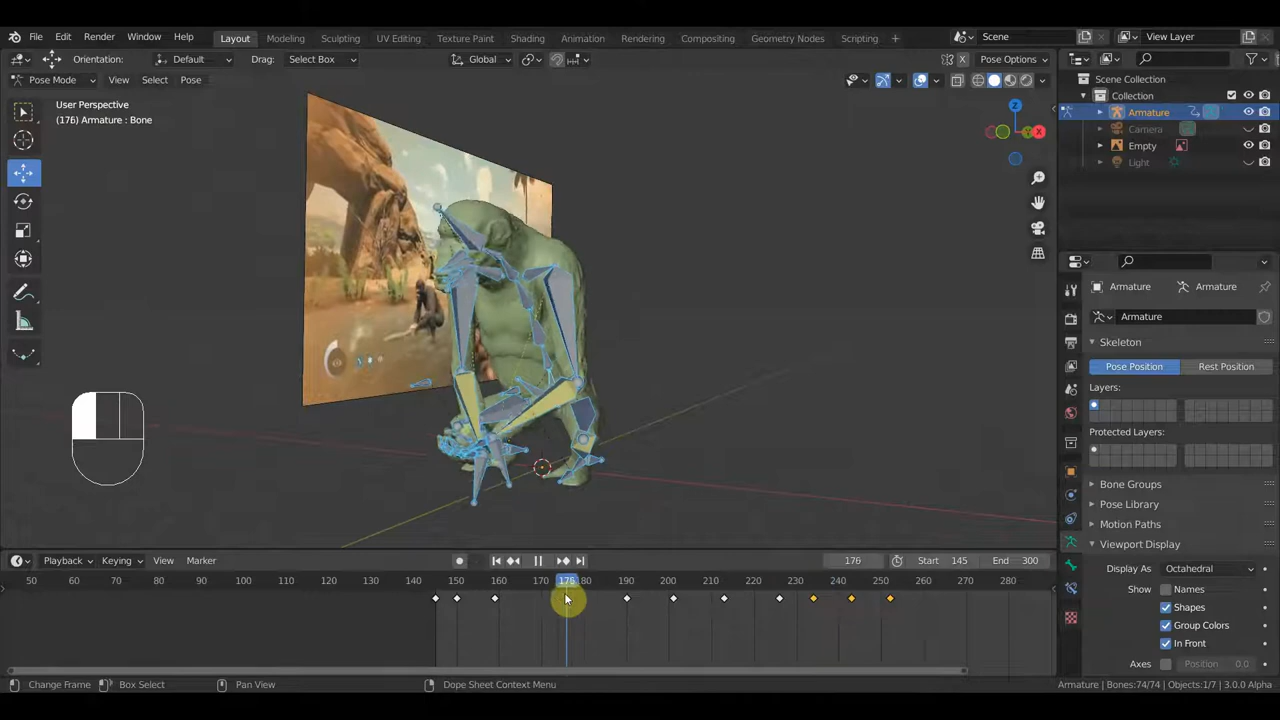 File Edit Render Window Help Layout Modeling Sculpting UV Editing Texture Paint Shading Animation Rendering Compositing Geometry Nodes Scripting + Scene View Layer
Orientation: Default Drag: Select Box Global Pose Options
Pose Mode View Select Pose
User Perspective
(176) Armature : Bone
Z
Y
X
Scene Collection
Collection
Armature
Camera
Empty
Light
Armature Armature
Armature
Skeleton
Pose Position Rest Position
Layers:
Protected Layers:
Bone Groups
Pose Library
Motion Paths
Viewport Display
Display As Octahedral
Show Names
Shapes
Group Colors
In Front
Axes Position 0.0
Playback Keying View Marker 176 Start 145 End 300
50 60 70 80 90 100 110 120 130 140 150 160 170 176 180 190 200 210 220 230 240 250 260 270 280
Change Frame Box Select Pan View Dope Sheet Context Menu Armature | Bones:74/74 | Objects:1/7 | 3.0.0 Alpha